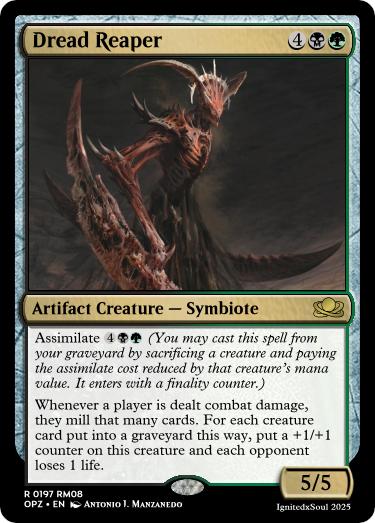 Dread Reaper 4
Artifact Creature — Symbiote
Assimilate 4 (You may cast this spell from
your graveyard by sacrificing a creature and paying
the assimilate cost reduced by that creature's mana
value. It enters with a finality counter.)
Whenever a player is dealt combat damage,
they mill that many cards. For each creature
card put into a graveyard this way, put a +1/+1
counter on this creature and each opponent
loses 1 life.
5/5
R 0197 RM08
OPZ • EN Antonio J. Manzanedo
IgnitedxSoul 2025